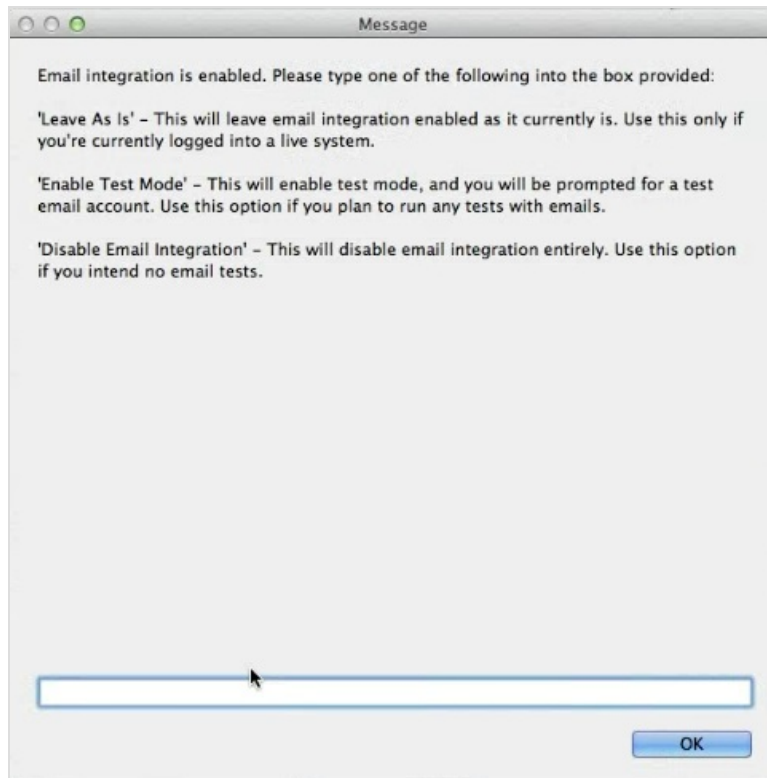 Message
Email integration is enabled. Please type one of the following into the box provided:
'Leave As Is' – This will leave email integration enabled as it currently is. Use this only if
you're currently logged into a live system.
'Enable Test Mode' – This will enable test mode, and you will be prompted for a test
email account. Use this option if you plan to run any tests with emails.
'Disable Email Integration' – This will disable email integration entirely. Use this option
if you intend no email tests.
OK